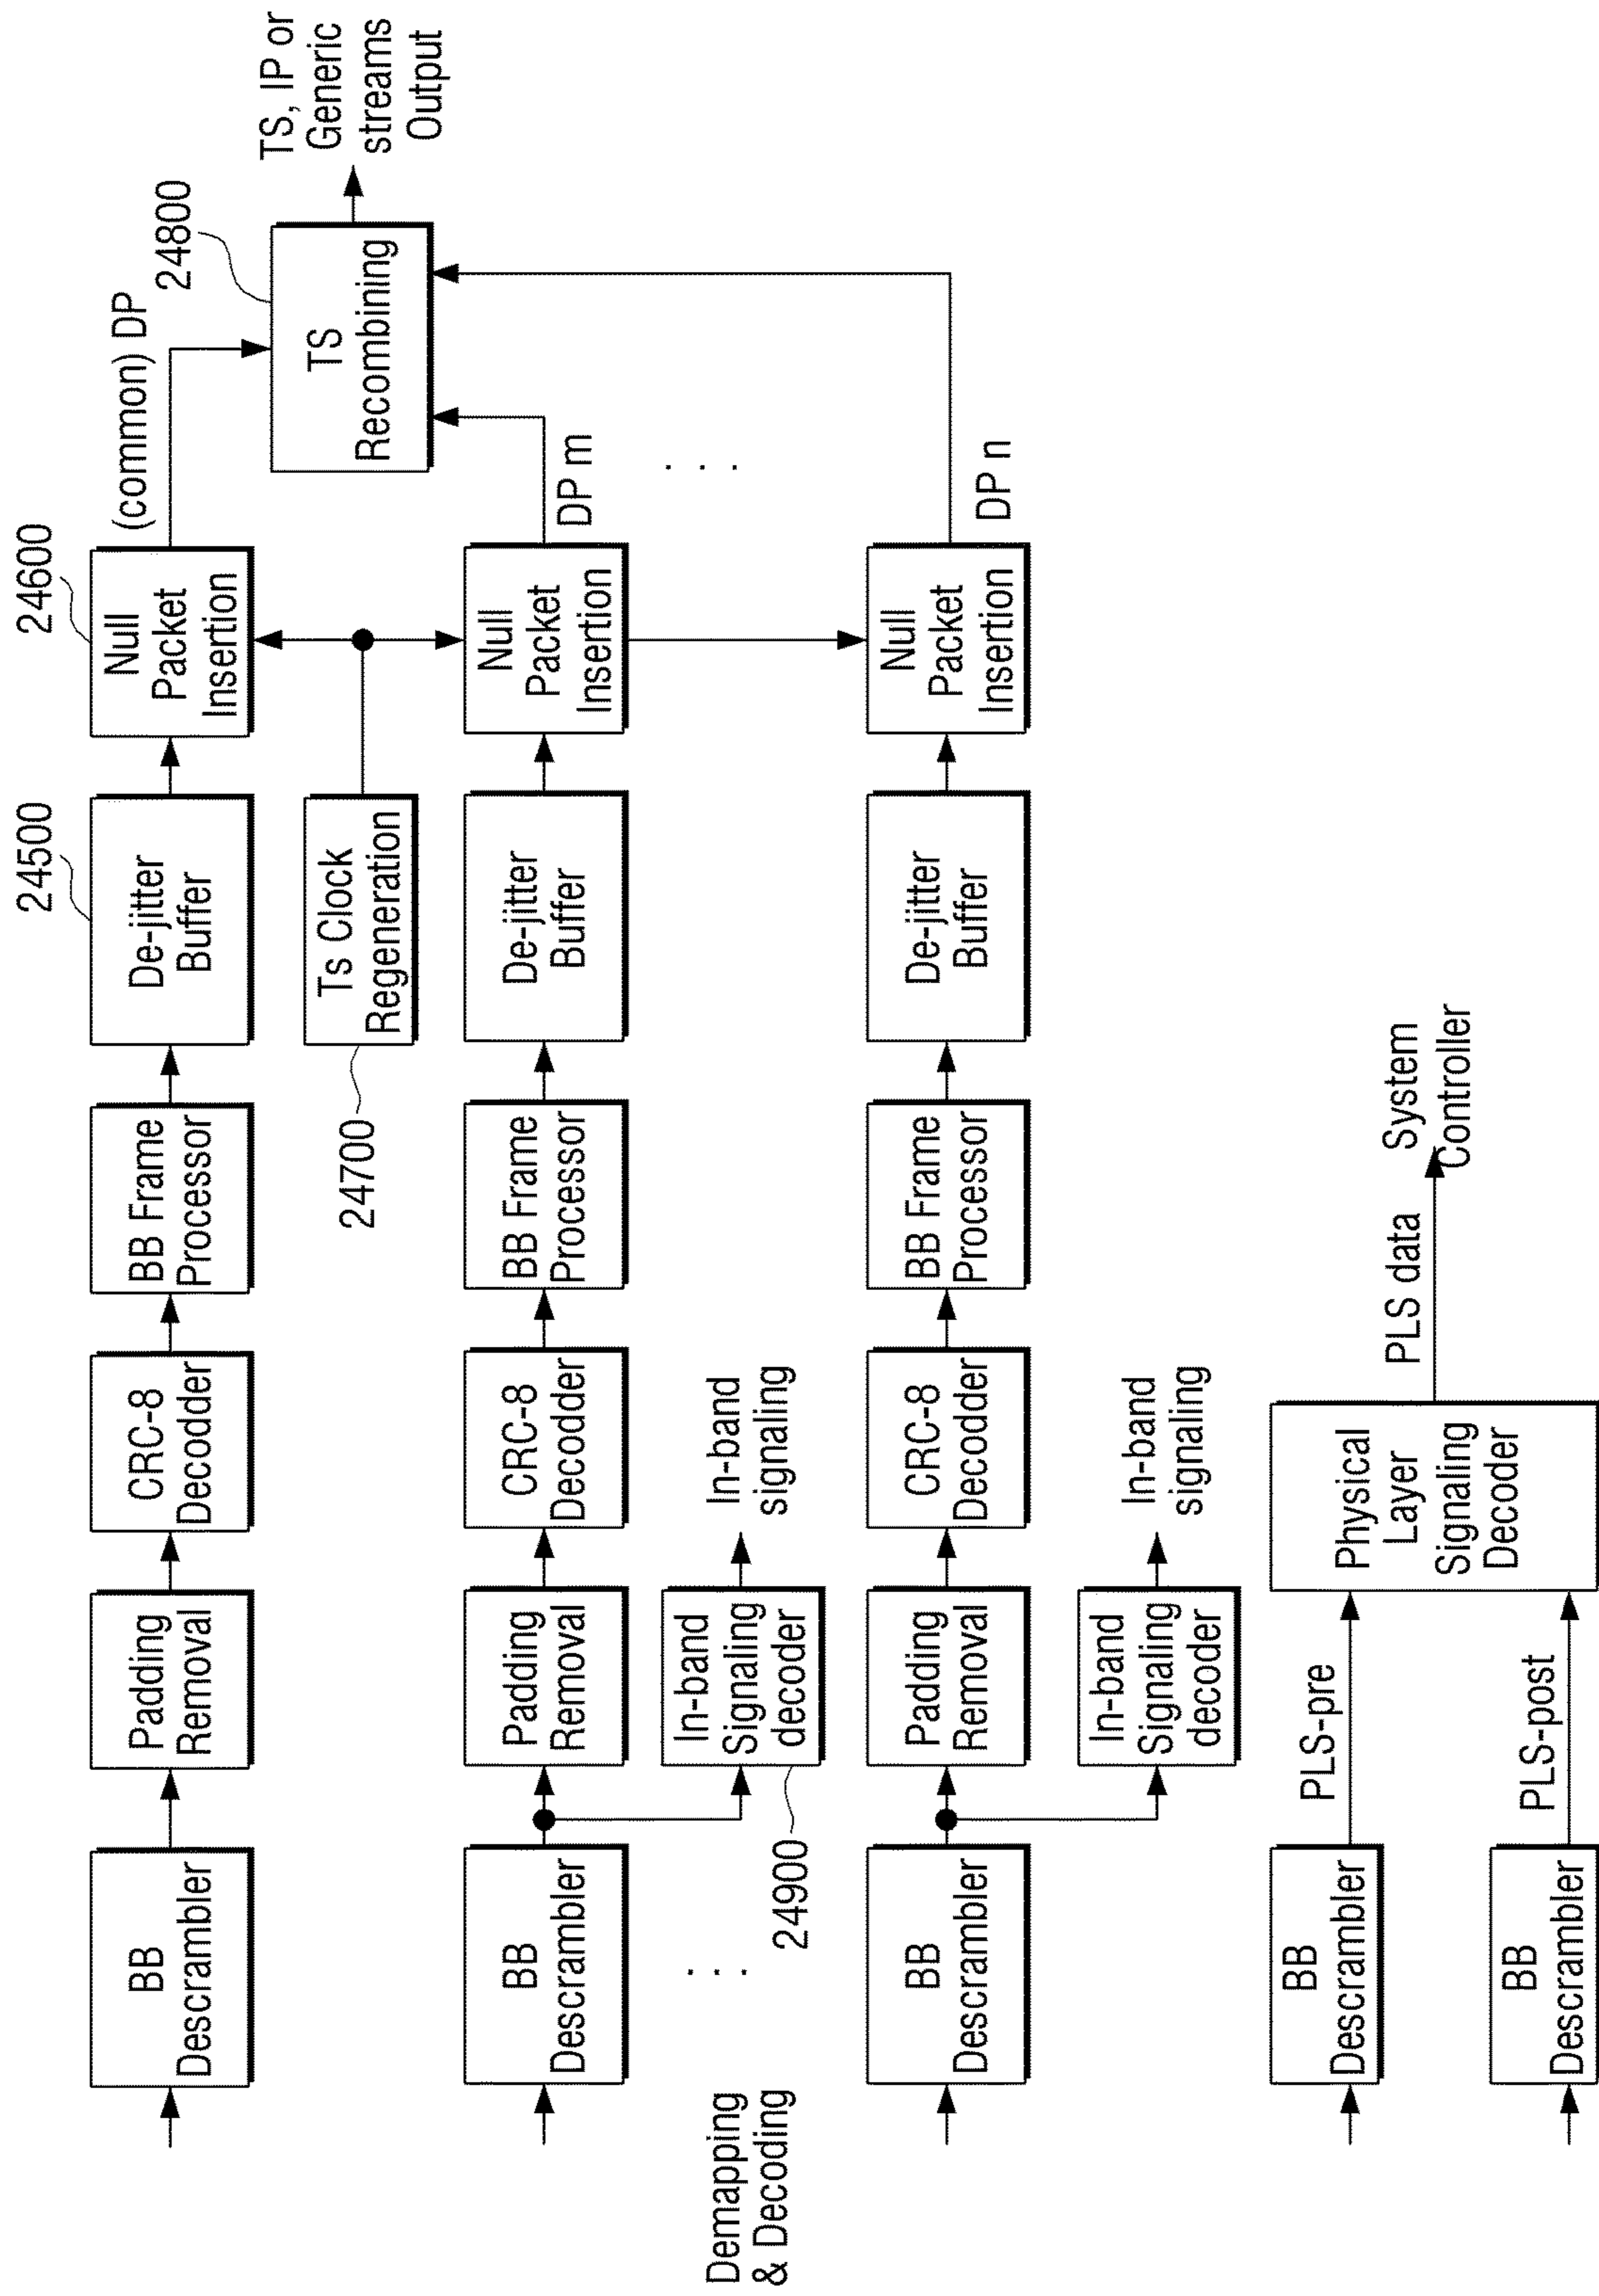 24500
24600
24800
BB
Descrambler
Padding
Removal
CRC-8
Decodder
BB Frame
Processor
De-jitter
Buffer
Null
Packet
Insertion
(common) DP
TS
Recombining
TS, IP or
Generic
streams
Output
24700
Ts Clock
Regeneration
BB
Descrambler
Padding
Removal
CRC-8
Decodder
BB Frame
Processor
De-jitter
Buffer
Null
Packet
Insertion
DP m
. . .
Demapping
& Decoding
. . .
24900
In-band
Signaling
decoder
In-band
signaling
BB
Descrambler
Padding
Removal
CRC-8
Decodder
BB Frame
Processor
De-jitter
Buffer
Null
Packet
Insertion
DP n
In-band
Signaling
decoder
In-band
signaling
BB
Descrambler
PLS-pre
Physical
Layer
Signaling
Decoder
PLS data
System
Controller
BB
Descrambler
PLS-post